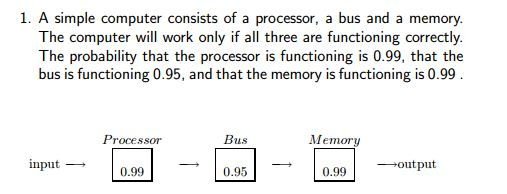 1. A simple computer consists of a processor, a bus and a memory.
The computer will work only if all three are functioning correctly.
The probability that the processor is functioning is 0.99, that the
bus is functioning 0.95, and that the memory is functioning is 0.99 .
Processor Bus Memory
input ⟶ 0.99 ⟶ 0.95 ⟶ 0.99 ⟶output